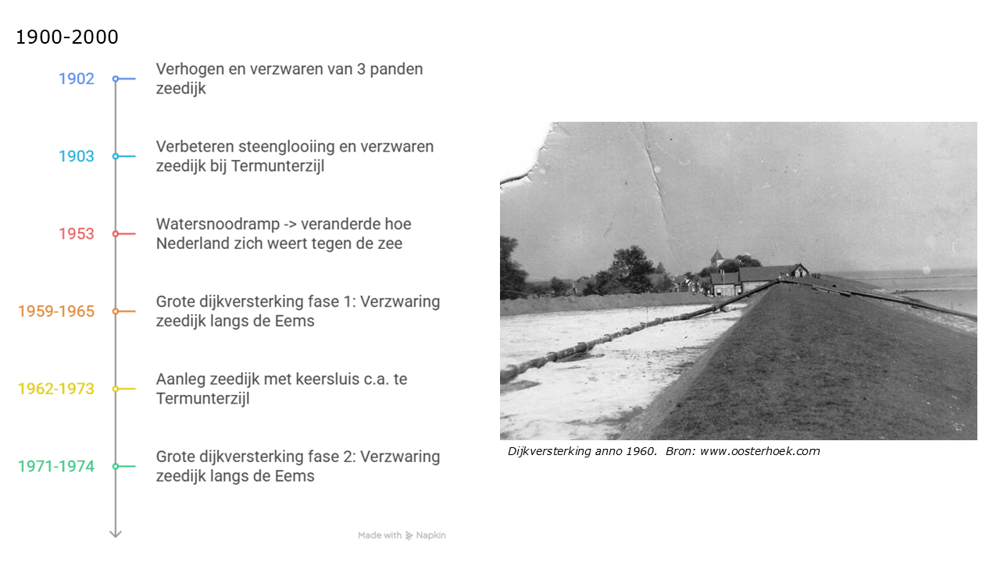 1900-2000
1902
Verhogen en verzwaren van 3 panden
zeedijk
1903
Verbeteren steenglooiing en verzwaren
zeedijk bij Termunterzijl
1953
Watersnoodramp -> veranderde hoe
Nederland zich weert tegen de zee
1959-1965
Grote dijkversterking fase 1: Verzwaring
zeedijk langs de Eems
1962-1973
Aanleg zeedijk met keersluis c.a. te
Termunterzijl
1971-1974
Grote dijkversterking fase 2: Verzwaring
zeedijk langs de Eems
Made with Napkin
Dijkversterking anno 1960. Bron: www.oosterhoek.com